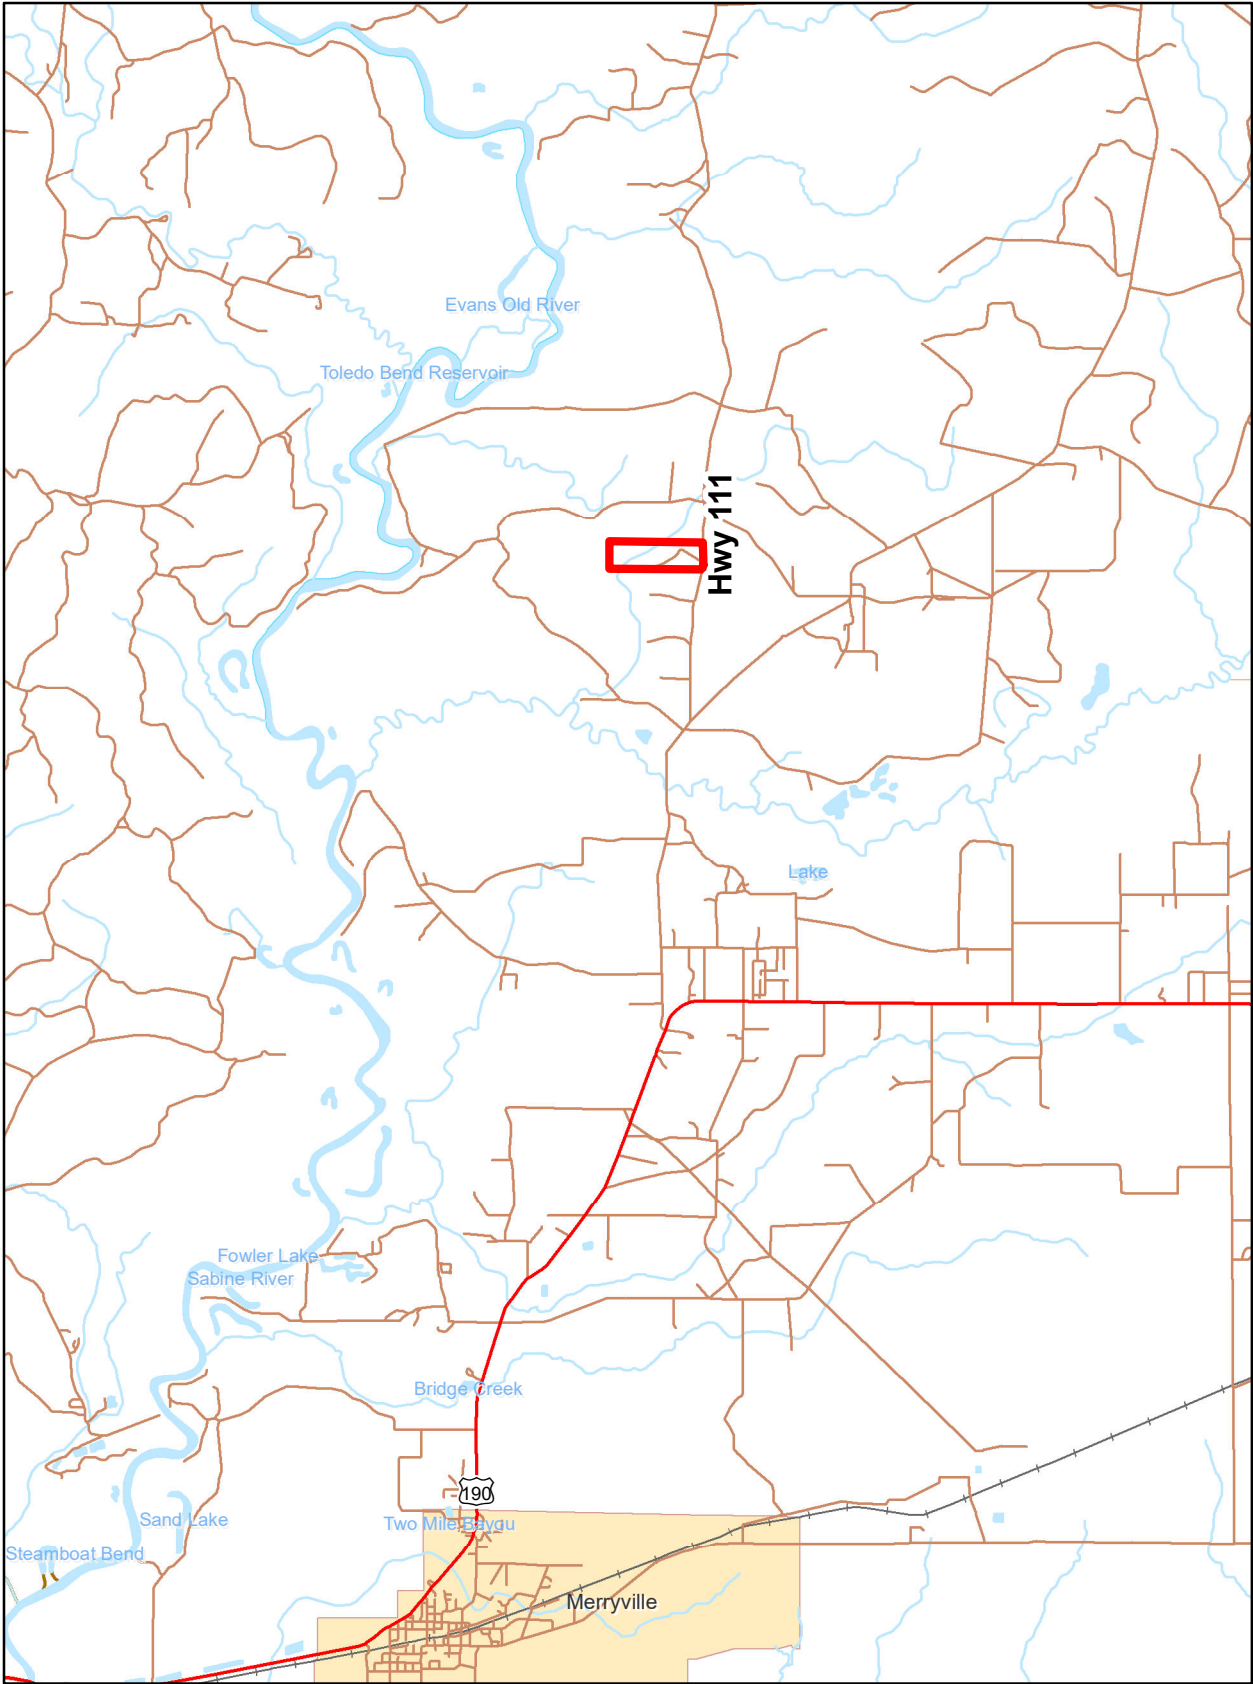 Evans Old River
Toledo Bend Reservoir
Hwy 111
Lake
Fowler Lake
Sabine River
Bridge Creek
190
Sand Lake
Two Mile Bayou
Steamboat Bend
Merryville